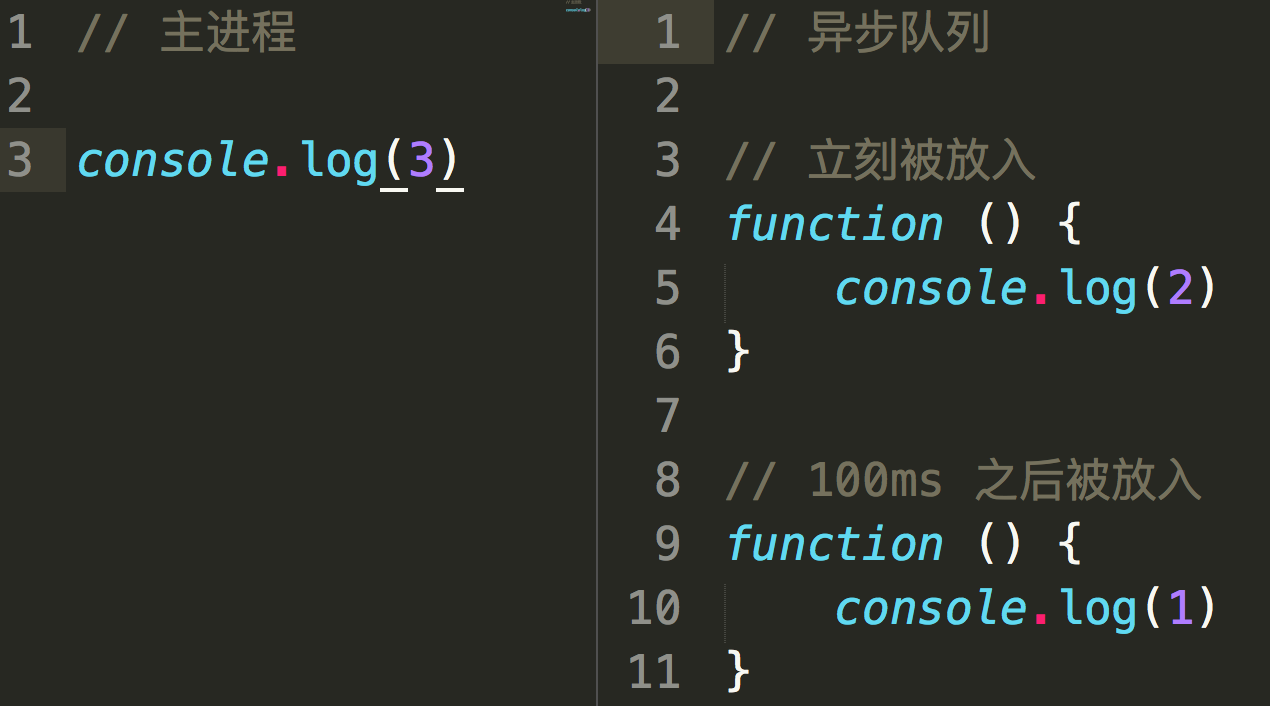 1 // 主进程
2
3 console.log(3)
1 // 异步队列
2
3 // 立刻被放入
4 function () {
5     console.log(2)
6 }
7
8 // 100ms 之后被放入
9 function () {
10     console.log(1)
11 }